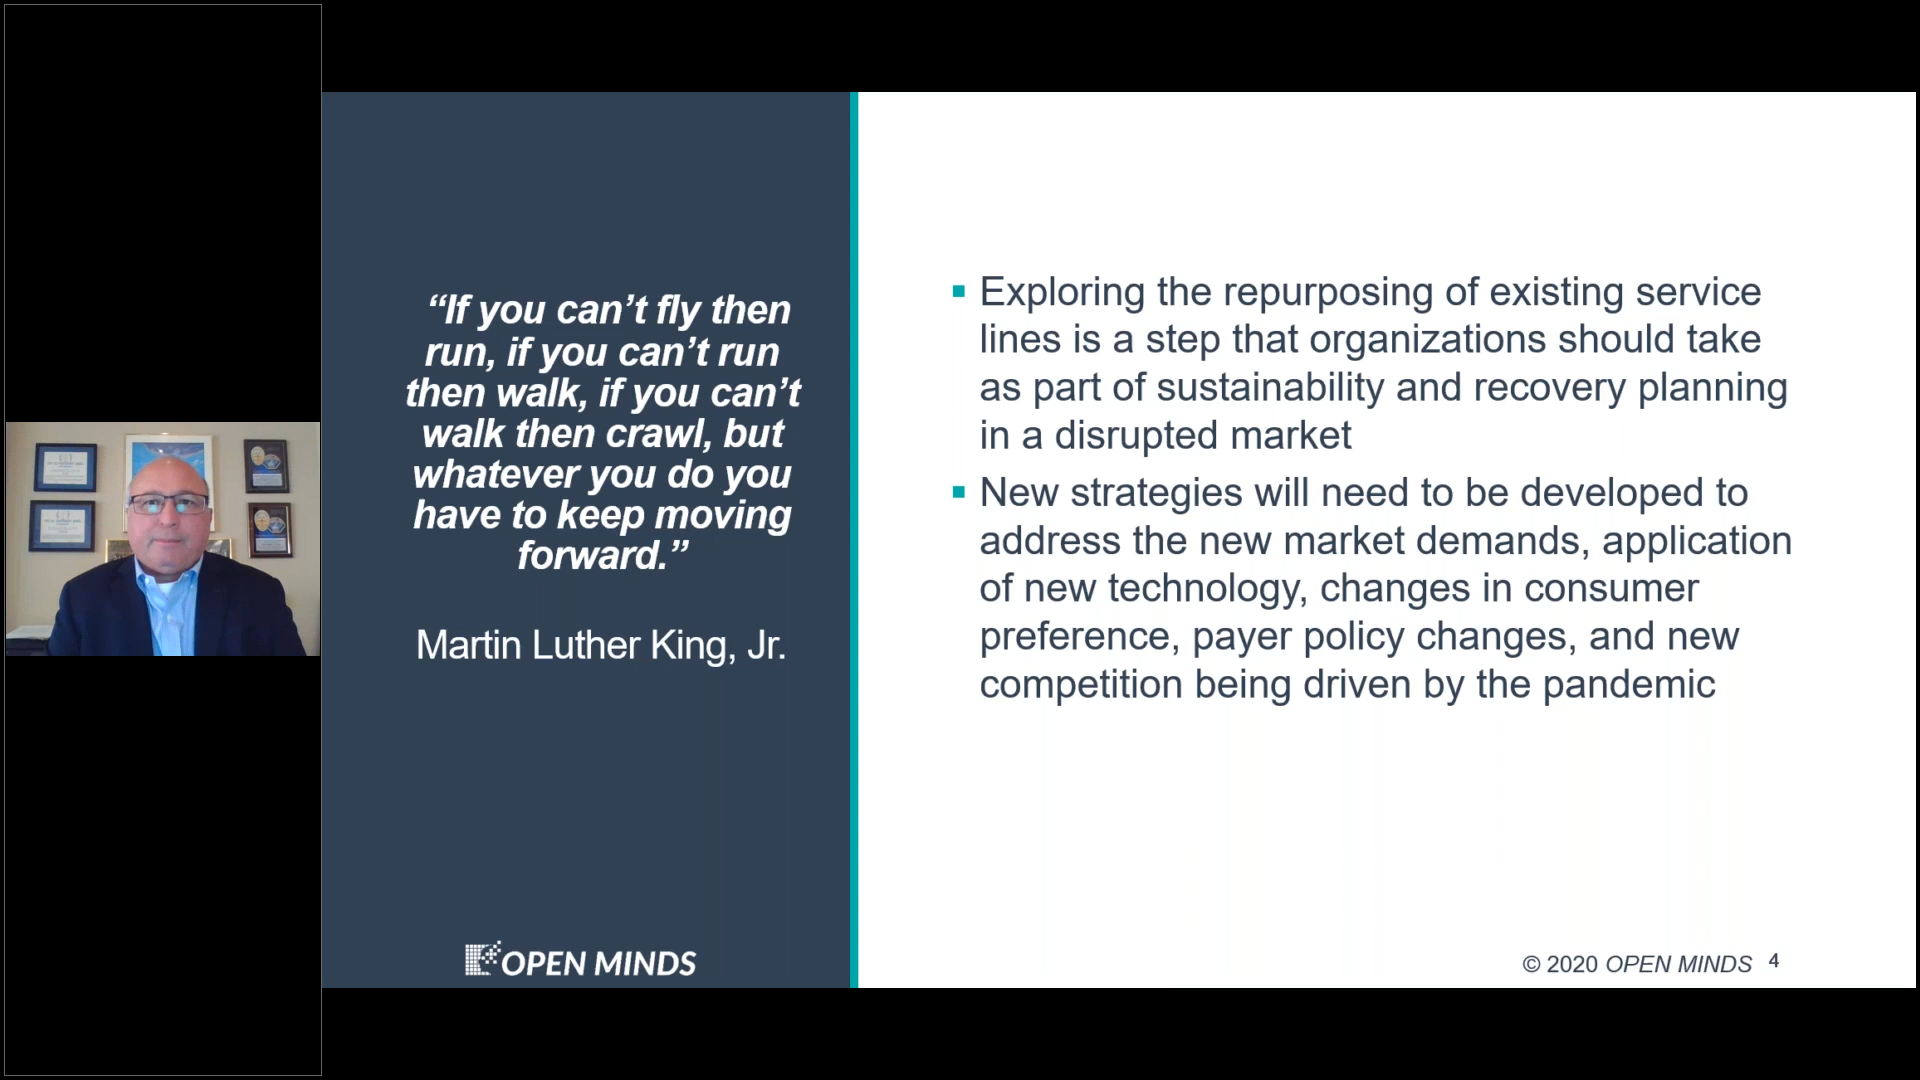 “If you can’t fly then
run, if you can’t run
then walk, if you can’t
walk then crawl, but
whatever you do you
have to keep moving
forward.”
Martin Luther King, Jr.
OPEN MINDS
▪ Exploring the repurposing of existing service
lines is a step that organizations should take
as part of sustainability and recovery planning
in a disrupted market
▪ New strategies will need to be developed to
address the new market demands, application
of new technology, changes in consumer
preference, payer policy changes, and new
competition being driven by the pandemic
© 2020 OPEN MINDS 4